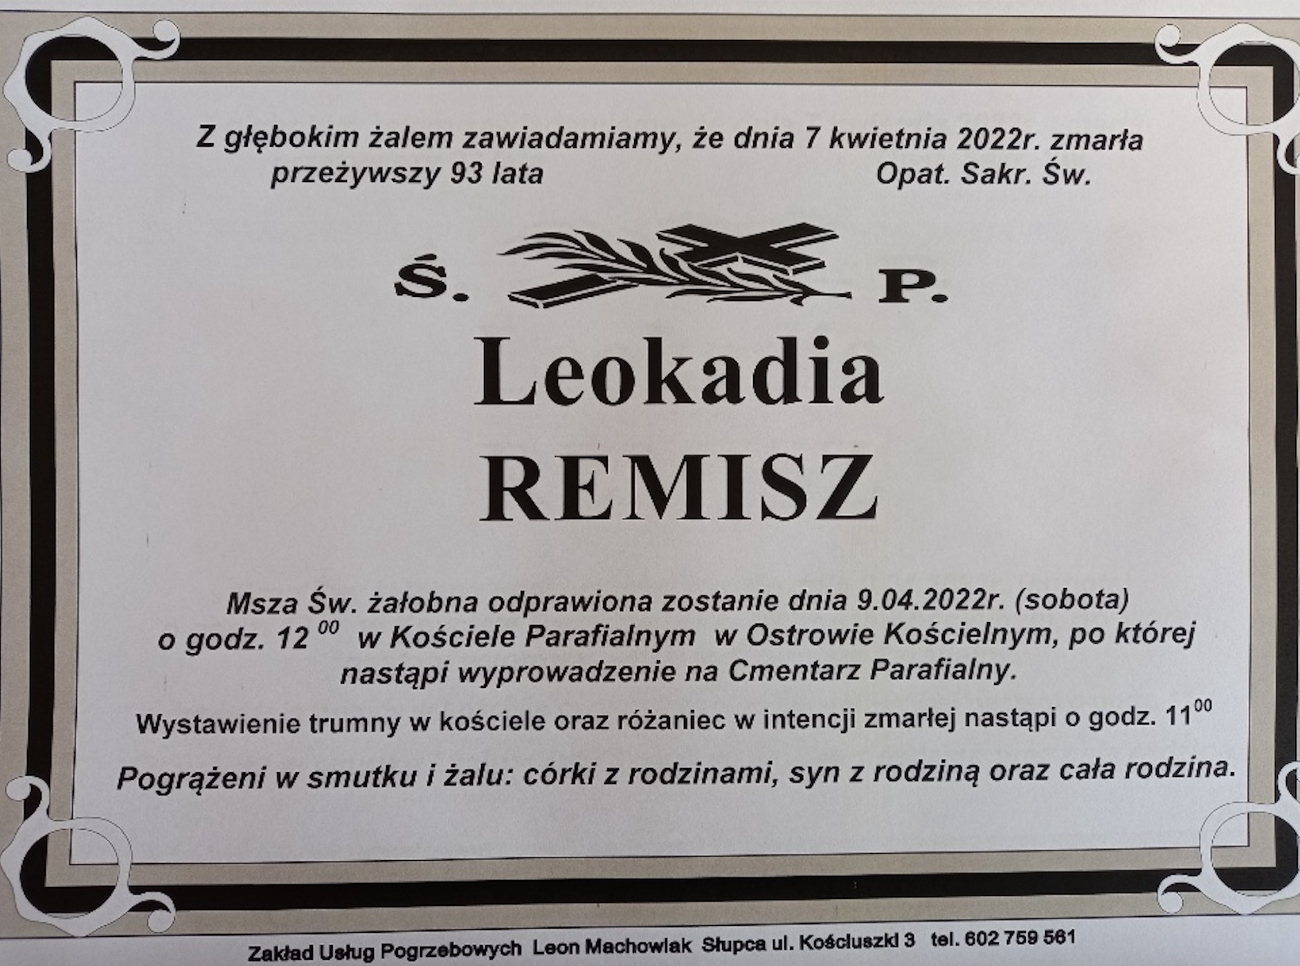 Z głębokim żalem zawiadamiamy, że dnia 7 kwietnia 2022r. zmarła
przeżywszy 93 lata Opat. Sakr. Św.
Ś. P.
Leokadia
REMISZ
Msza Św. żałobna odprawiona zostanie dnia 9.04.2022r. (sobota)
o godz. 12 00 w Kościele Parafialnym w Ostrowie Kościelnym, po której
nastąpi wyprowadzenie na Cmentarz Parafialny.
Wystawienie trumny w kościele oraz różaniec w intencji zmarłej nastąpi o godz. 11 00
Pogrążeni w smutku i żalu: córki z rodzinami, syn z rodziną oraz cała rodzina.
Zakład Usług Pogrzebowych Leon Machowiak Słupca ul. Kościuszki 3 tel. 602 759 561